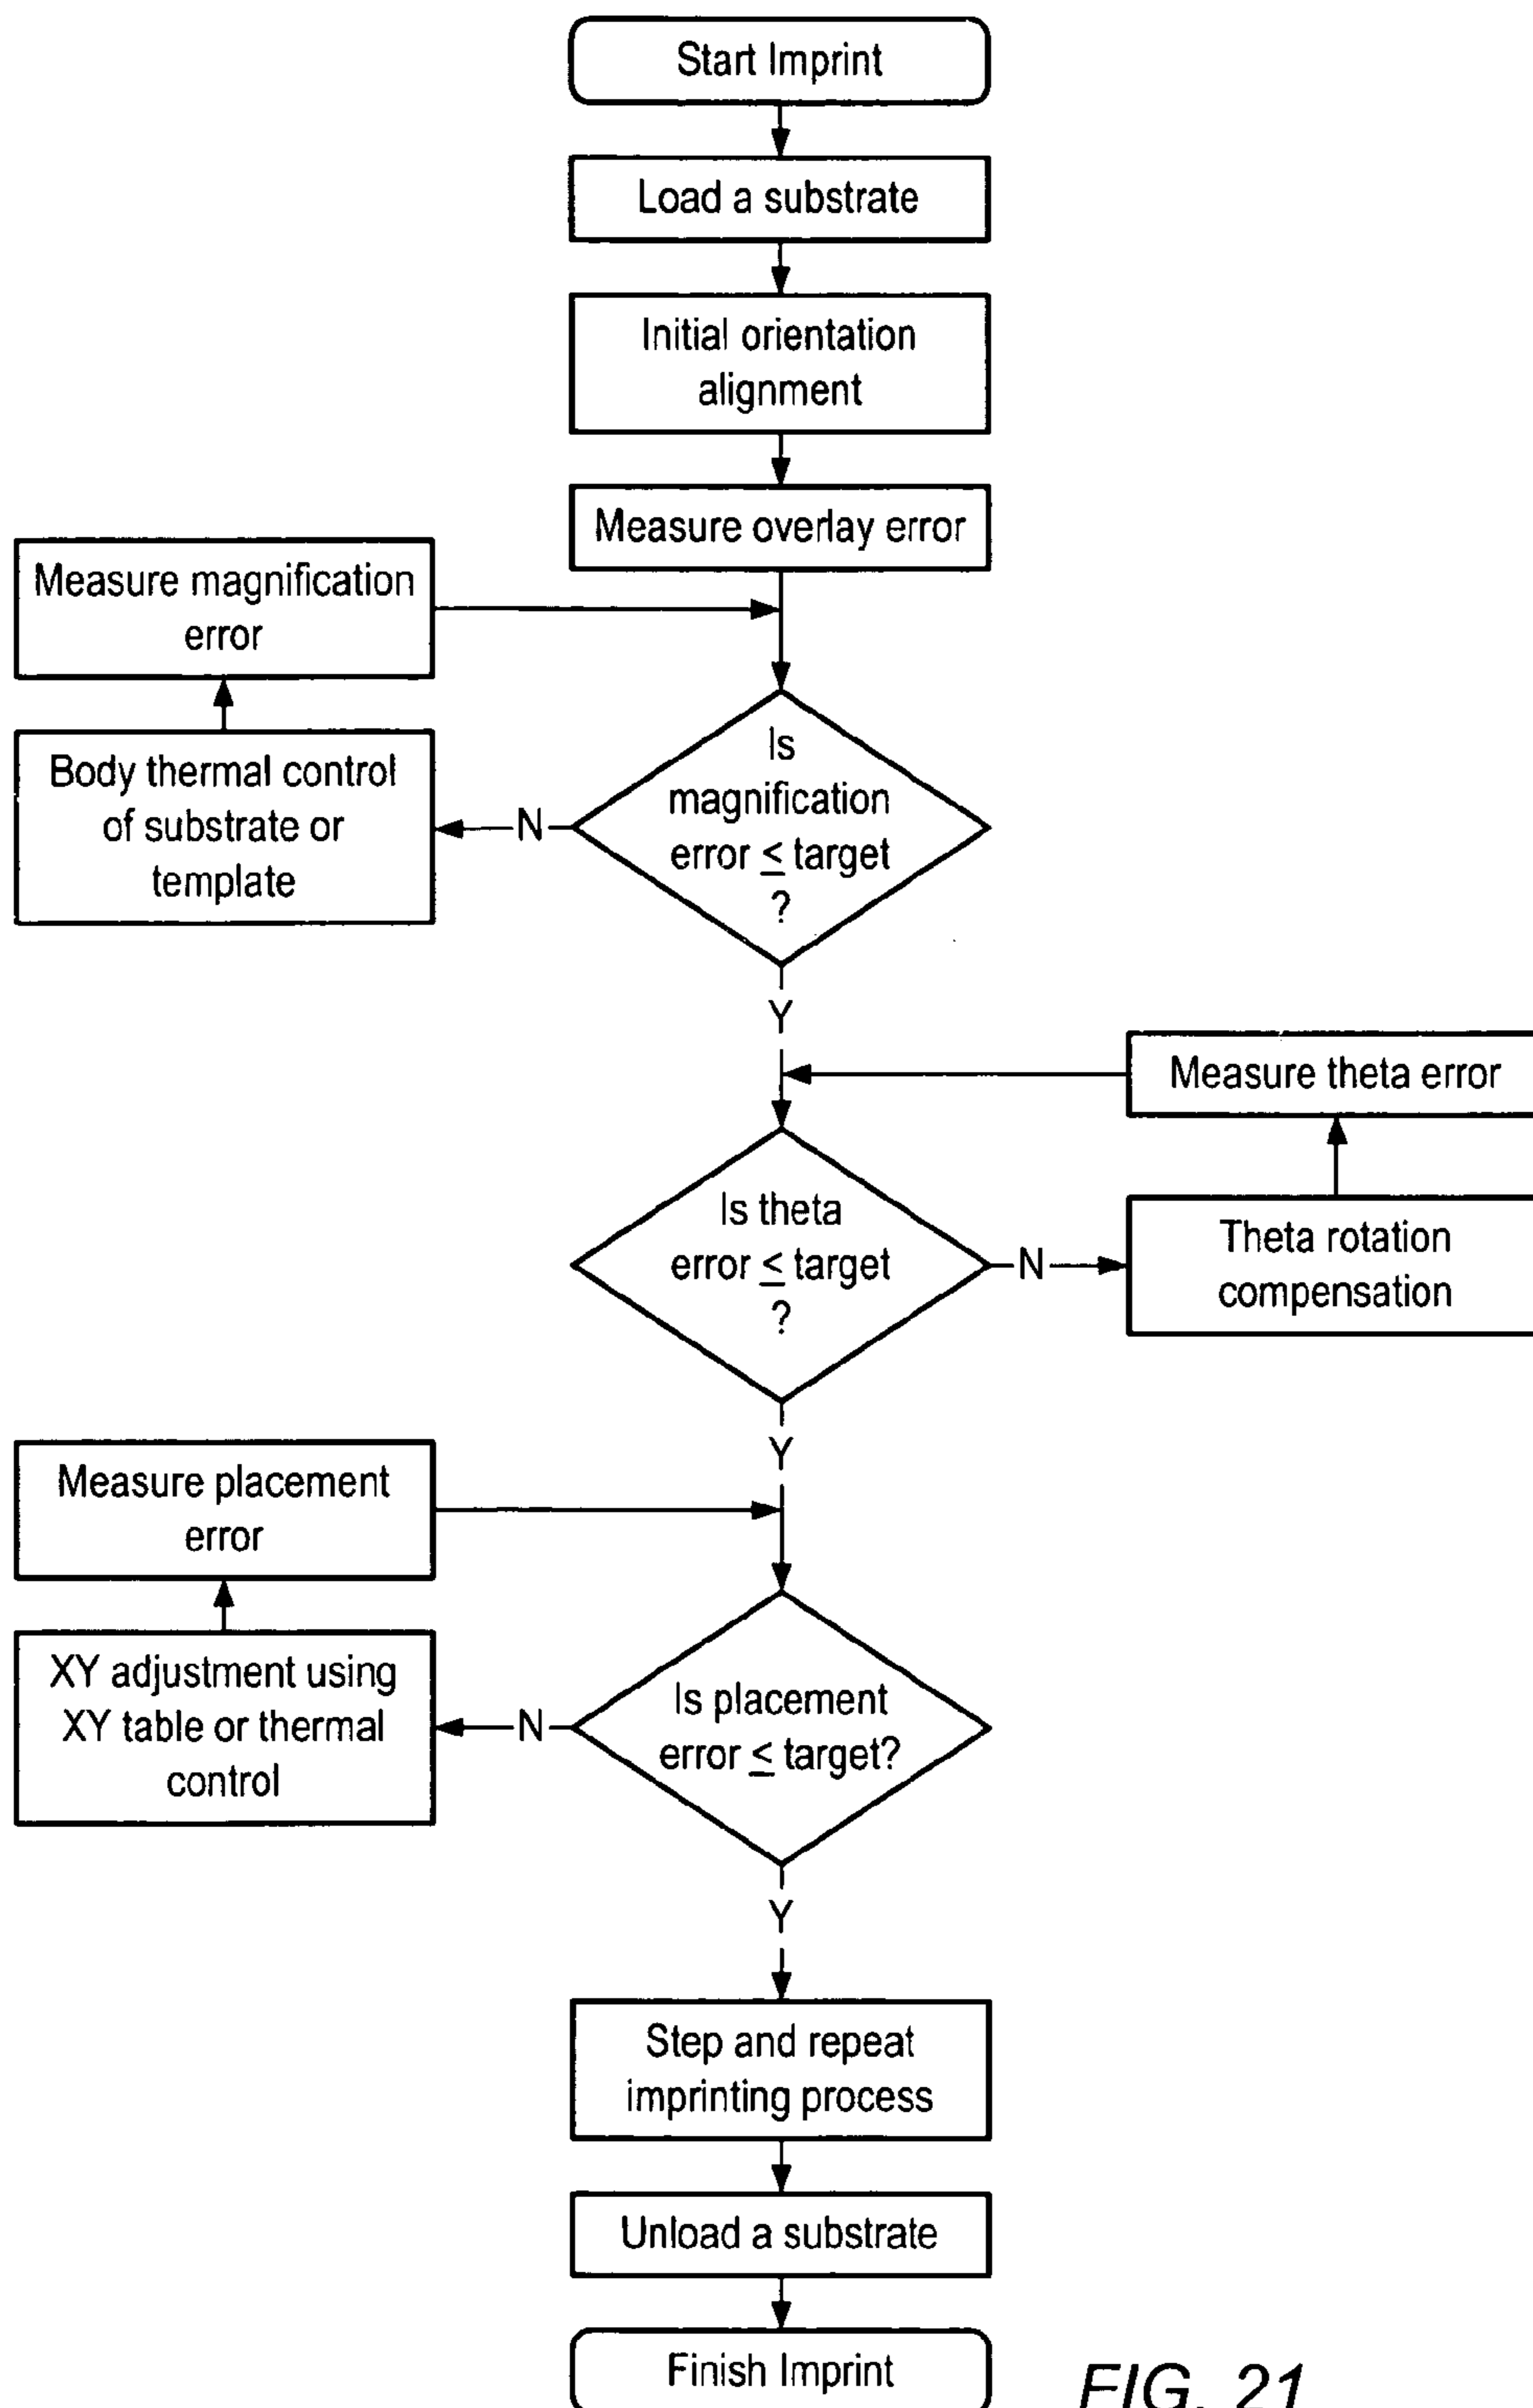 Start Imprint
Load a substrate
Initial orientation
alignment
Measure overlay error
Measure magnification
error
Body thermal control
of substrate or
template
N
Is
magnification
error ≤ target
?
Y
Measure theta error
Is theta
error ≤ target
?
N
Theta rotation
compensation
Y
Measure placement
error
XY adjustment using
XY table or thermal
control
N
Is placement
error ≤ target?
Y
Step and repeat
imprinting process
Unload a substrate
Finish Imprint
FIG. 21